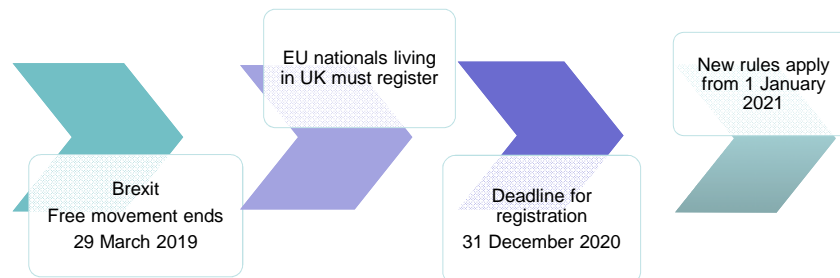 Brexit
Free movement ends
29 March 2019
EU nationals living
in UK must register
Deadline for
registration
31 December 2020
New rules apply
from 1 January
2021